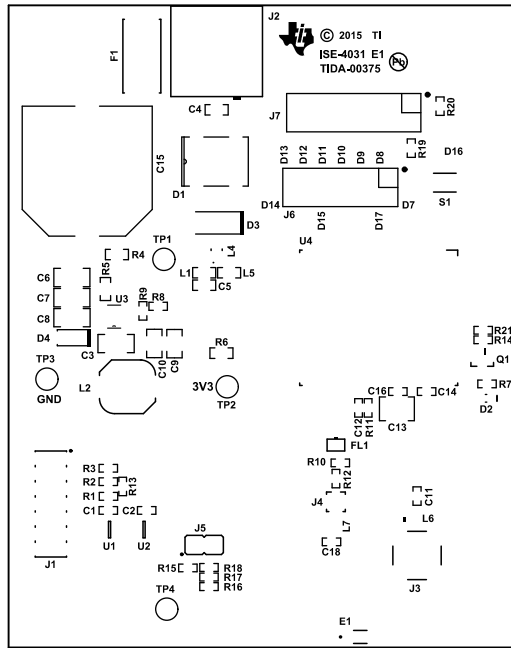 J2
F1
© 2015 TI
ISE-4031 E1
TIDA-00375
Pb
C4
J7
R20
C15
D1
D13
D12
D11
D10
D9
D8
R19
D16
D14
J6
D15
D17
D7
S1
D3
U4
R4
TP1
L4
R5
C6
L1
L5
C5
C7
U3
R9
R8
C8
D4
C3
C10
C9
R6
R21
R14
Q1
TP3
GND
L2
3V3
TP2
C16
C14
R7
D2
C12
R11
C13
FL1
R10
R12
R3
R2
R1
R13
C1
C2
J4
C11
L7
L6
J1
U1
U2
J5
C18
R15
R18
R17
R16
J3
TP4
E1